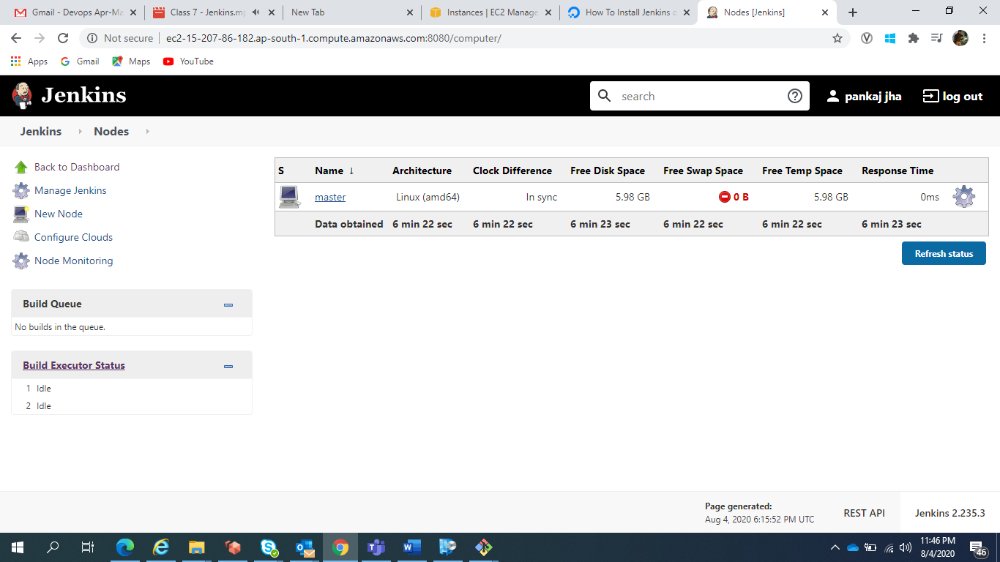 Gmail - Devops Apr-Ma
Class 7 - Jenkins.mp
New Tab
Instances | EC2 Manage
How To Install Jenkins o
Nodes [Jenkins]
Not secure
ec2-15-207-86-182.ap-south-1.compute.amazonaws.com:8080/computer/
Apps Gmail Maps YouTube
Jenkins
search
pankaj jha
log out
Jenkins Nodes
Back to Dashboard
Manage Jenkins
New Node
Configure Clouds
Node Monitoring
Build Queue
No builds in the queue.
Build Executor Status
1 Idle
2 Idle
S Name ↓ Architecture Clock Difference Free Disk Space Free Swap Space Free Temp Space Response Time
master Linux (amd64) In sync 5.98 GB 0 B 5.98 GB 0ms
Data obtained 6 min 22 sec 6 min 22 sec 6 min 23 sec 6 min 22 sec 6 min 22 sec 6 min 23 sec
Refresh status
Page generated:
Aug 4, 2020 6:15:52 PM UTC
REST API
Jenkins 2.235.3
11:46 PM
8/4/2020
46